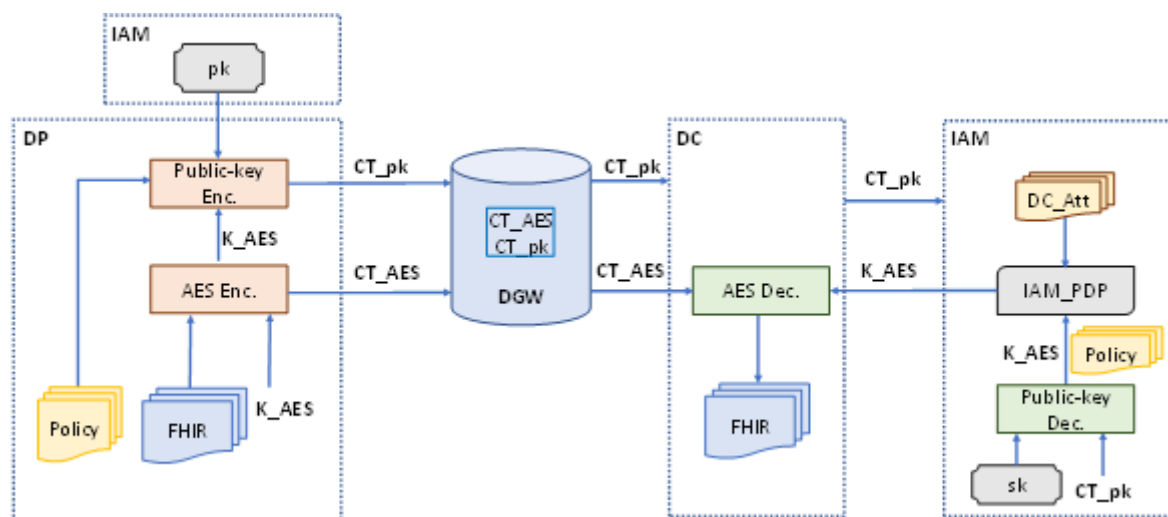 IAM
pk
DP
Public-key
Enc.
K_AES
AES Enc.
Policy
FHIR
K_AES
CT_pk
CT_AES
CT_AES
CT_pk
DGW
CT_pk
CT_AES
DC
AES Dec.
FHIR
CT_pk
K_AES
IAM
DC_Att
IAM_PDP
K_AES
Policy
Public-key
Dec.
sk
CT_pk